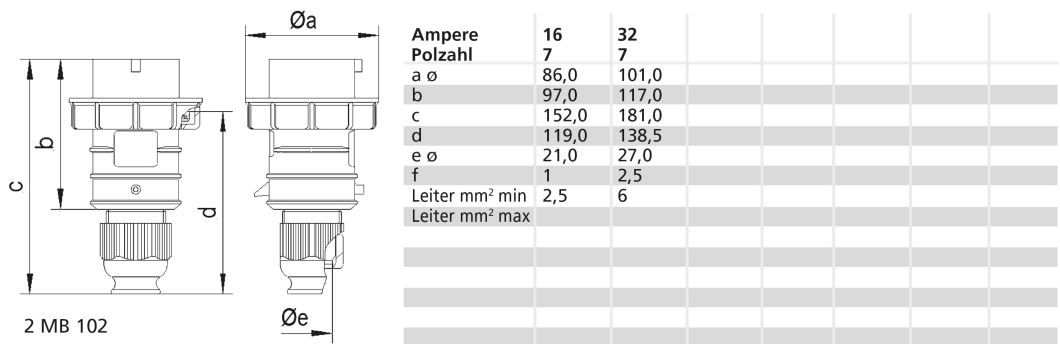 Øa
b
c
d
Øe
2 MB 102
Ampere 16 32
Polzahl 7 7
a ø 86,0 101,0
b 97,0 117,0
c 152,0 181,0
d 119,0 138,5
e ø 21,0 27,0
f 1 2,5
Leiter mm² min 2,5 6
Leiter mm² max